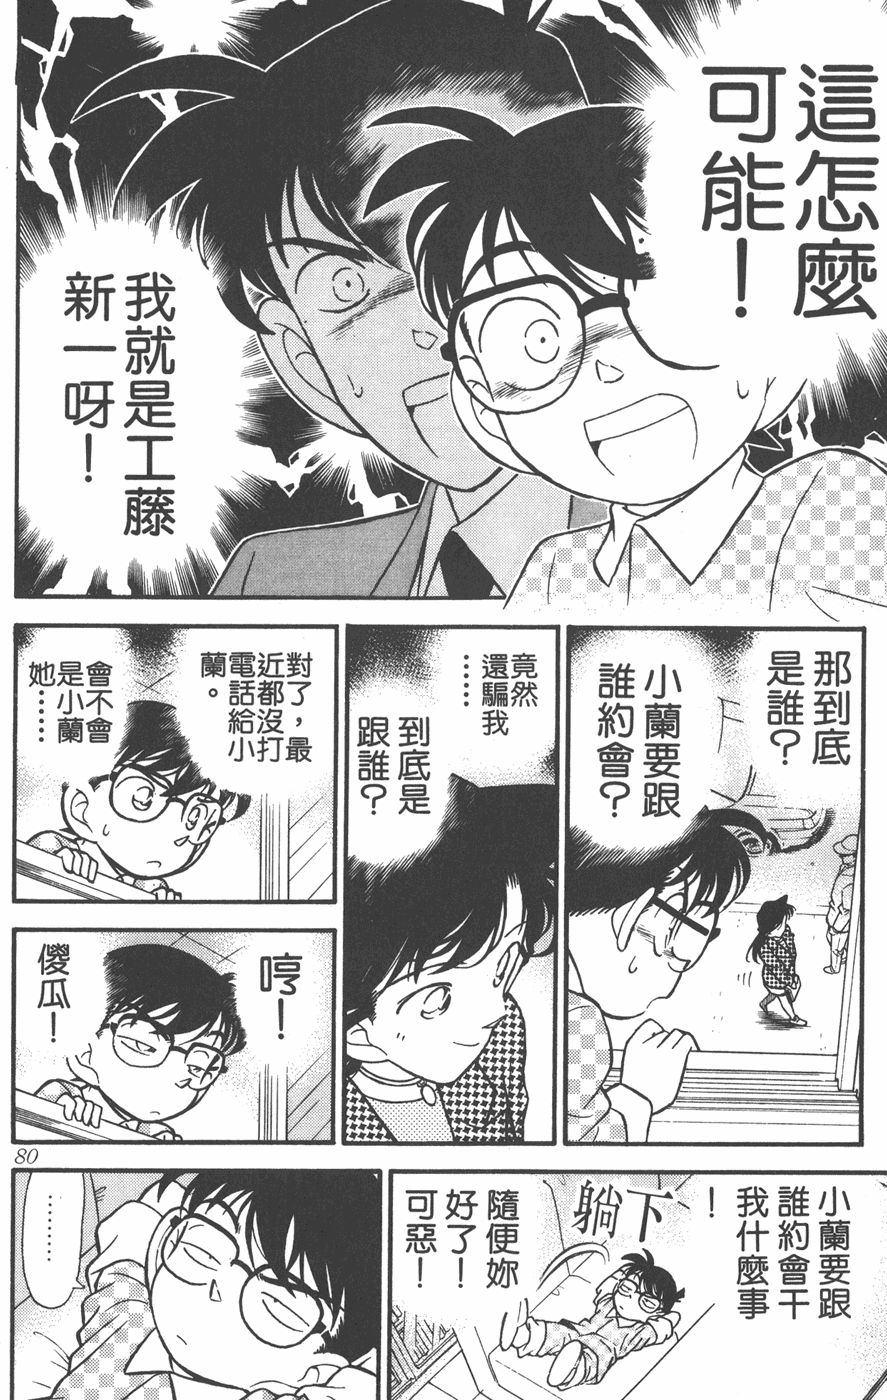 這怎麼
可能！
我就是工藤
新一呀！
那到底
是誰？
小蘭要跟
誰約會？
竟然
還騙我
……
到底是
跟誰？
對了，最
近都沒打
電話給小
蘭。
會不會
是小蘭
她……
哼！
傻瓜！
80
小蘭要跟
誰約會干
我什麼事
！
躺下
隨便妳
好了！
可惡！
………